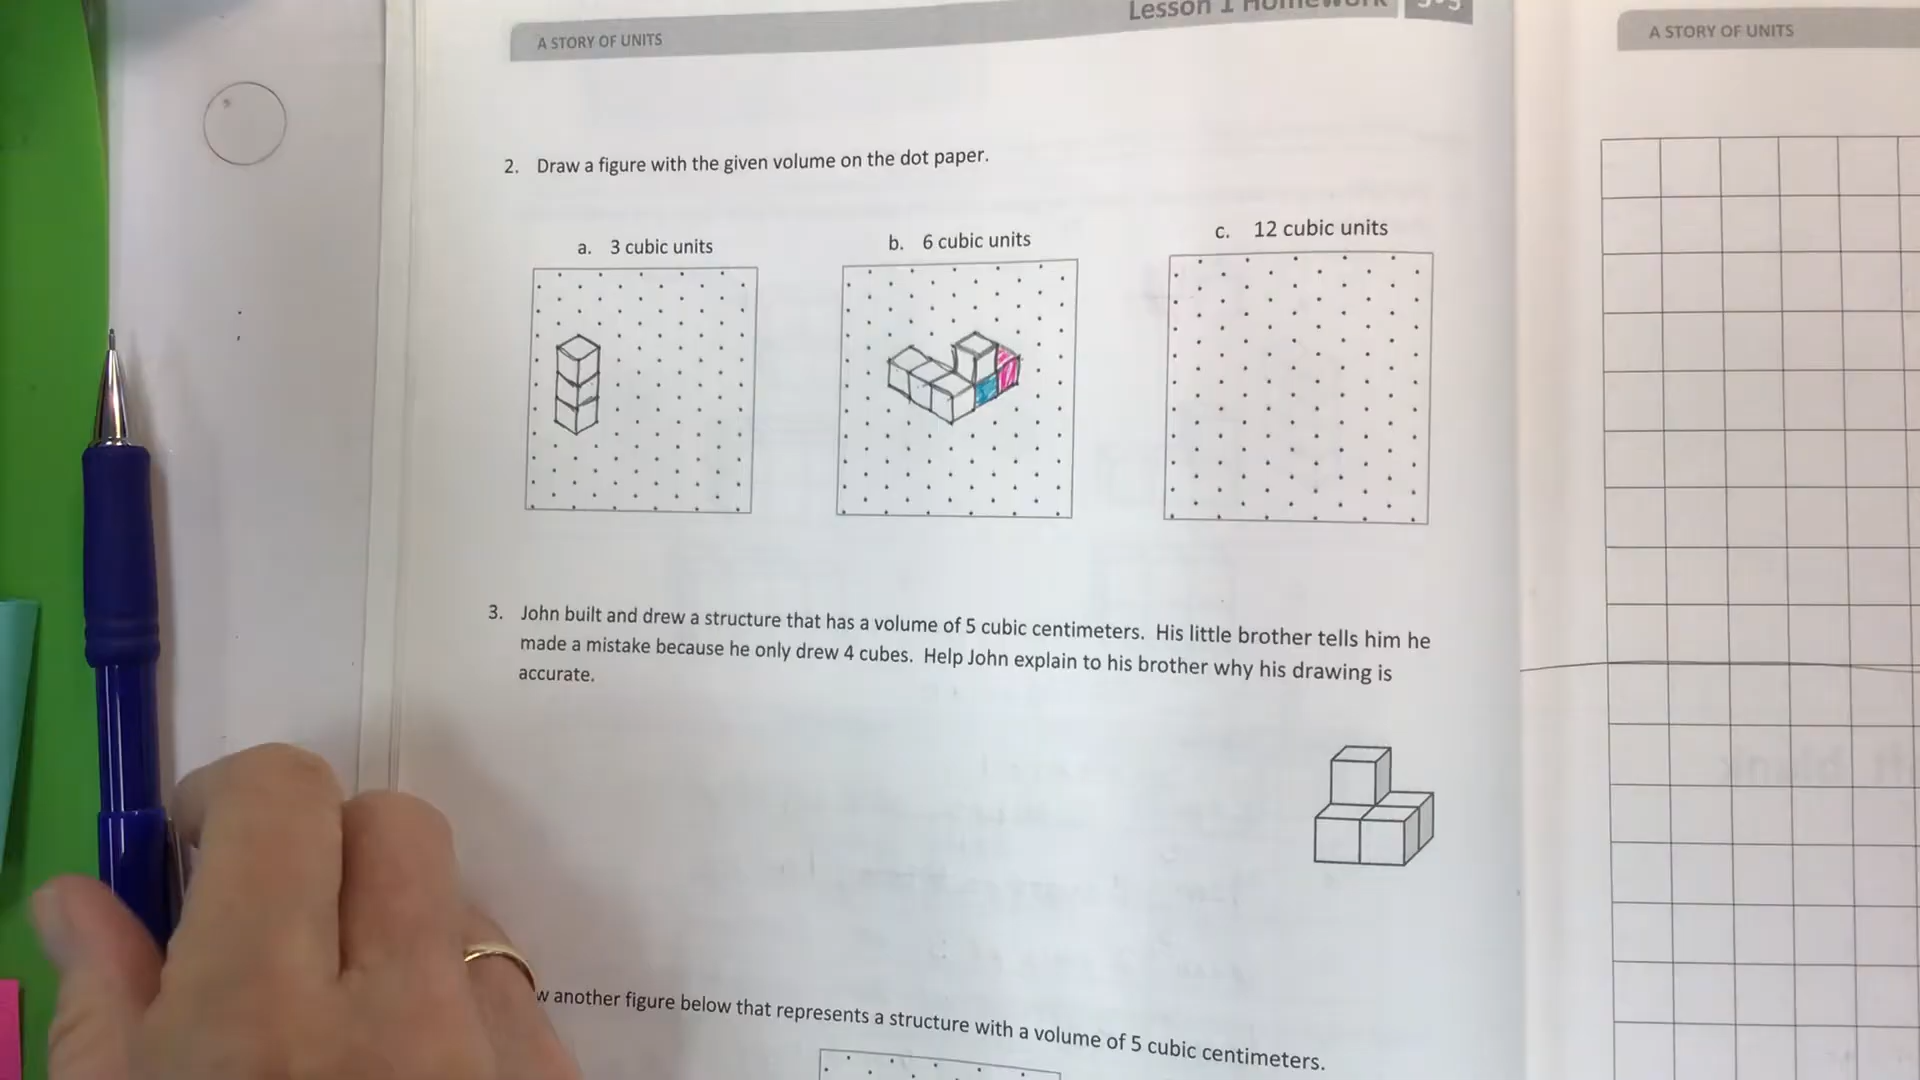 Lesson 1 Homework
A STORY OF UNITS
A STORY OF UNITS
2. Draw a figure with the given volume on the dot paper.
a. 3 cubic units
b. 6 cubic units
c. 12 cubic units
3. John built and drew a structure that has a volume of 5 cubic centimeters. His little brother tells him he
made a mistake because he only drew 4 cubes. Help John explain to his brother why his drawing is
accurate.
another figure below that represents a structure with a volume of 5 cubic centimeters.